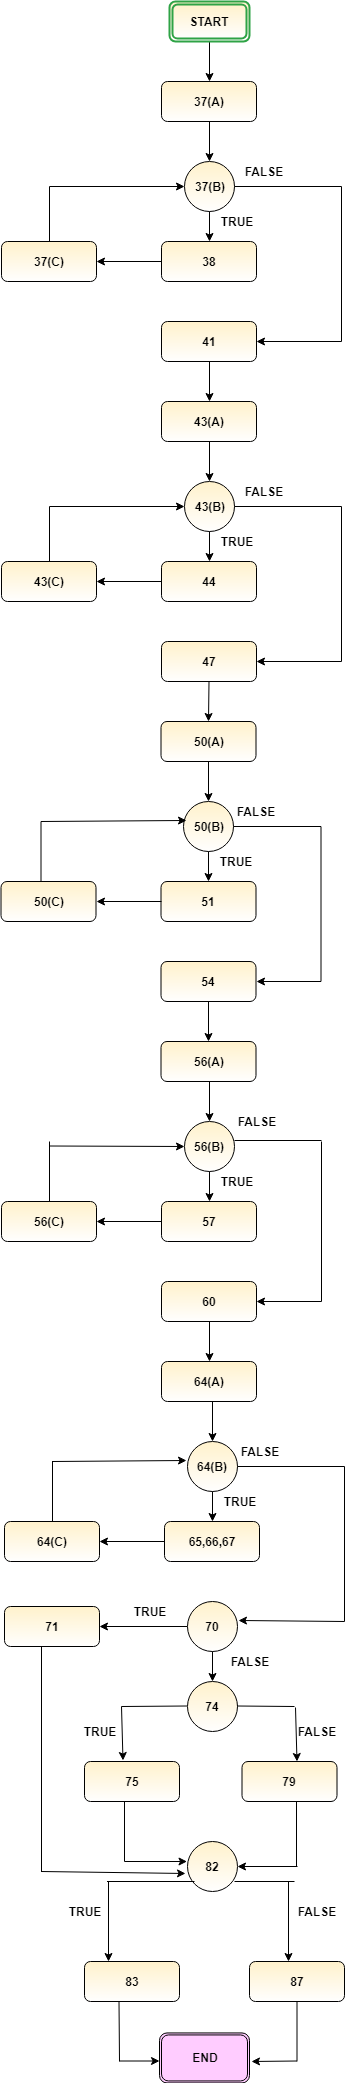 START
37(A)
37(B)
FALSE
TRUE
37(C)
38
41
43(A)
43(B)
FALSE
TRUE
43(C)
44
47
50(A)
50(B)
FALSE
TRUE
50(C)
51
54
56(A)
56(B)
FALSE
TRUE
56(C)
57
60
64(A)
64(B)
FALSE
TRUE
64(C)
65,66,67
TRUE
71
70
FALSE
74
TRUE
FALSE
75
79
82
TRUE
FALSE
83
87
END